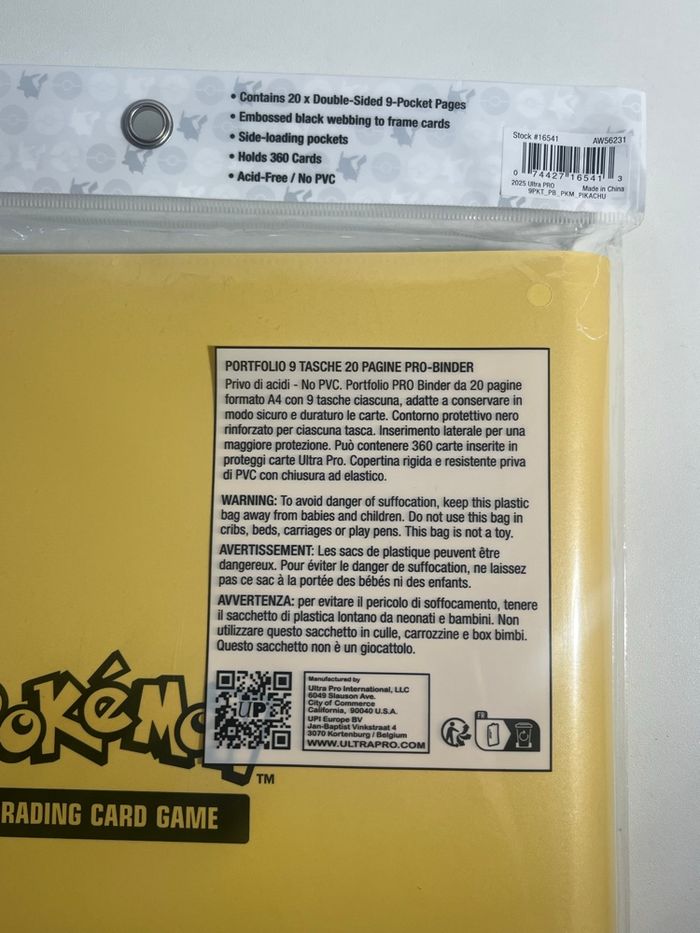 • Contains 20 x Double-Sided 9-Pocket Pages
• Embossed black webbing to frame cards
• Side-loading pockets
• Holds 360 Cards
• Acid-Free / No PVC
Stock #16541 AW56231
0 74427 16541 3
2025 Ultra PRO Made in China
9PKT_PB_PKM_PIKACHU
PORTFOLIO 9 TASCHE 20 PAGINE PRO-BINDER
Privo di acidi - No PVC. Portfolio PRO Binder da 20 pagine
formato A4 con 9 tasche ciascuna, adatte a conservare in
modo sicuro e duraturo le carte. Contorno protettivo nero
rinforzato per ciascuna tasca. Inserimento laterale per una
maggiore protezione. Può contenere 360 carte inserite in
proteggi carte Ultra Pro. Copertina rigida e resistente priva
di PVC con chiusura ad elastico.
WARNING: To avoid danger of suffocation, keep this plastic
bag away from babies and children. Do not use this bag in
cribs, beds, carriages or play pens. This bag is not a toy.
AVERTISSEMENT: Les sacs de plastique peuvent être
dangereux. Pour éviter le danger de suffocation, ne laissez
pas ce sac à la portée des bébés ni des enfants.
AVVERTENZA: per evitare il pericolo di soffocamento, tenere
il sacchetto di plastica lontano da neonati e bambini. Non
utilizzare questo sacchetto in culle, carrozzine e box bimbi.
Questo sacchetto non è un giocattolo.
UPI
Manufactured by
Ultra Pro International, LLC
6049 Slauson Ave.
City of Commerce
California, 90040 U.S.A.
UPI Europe BV
Jan-Baptist Vinkstraat 4
3070 Kortenburg / Belgium
WWW.ULTRAPRO.COM
FR
POKéMO
TM
RADING CARD GAME